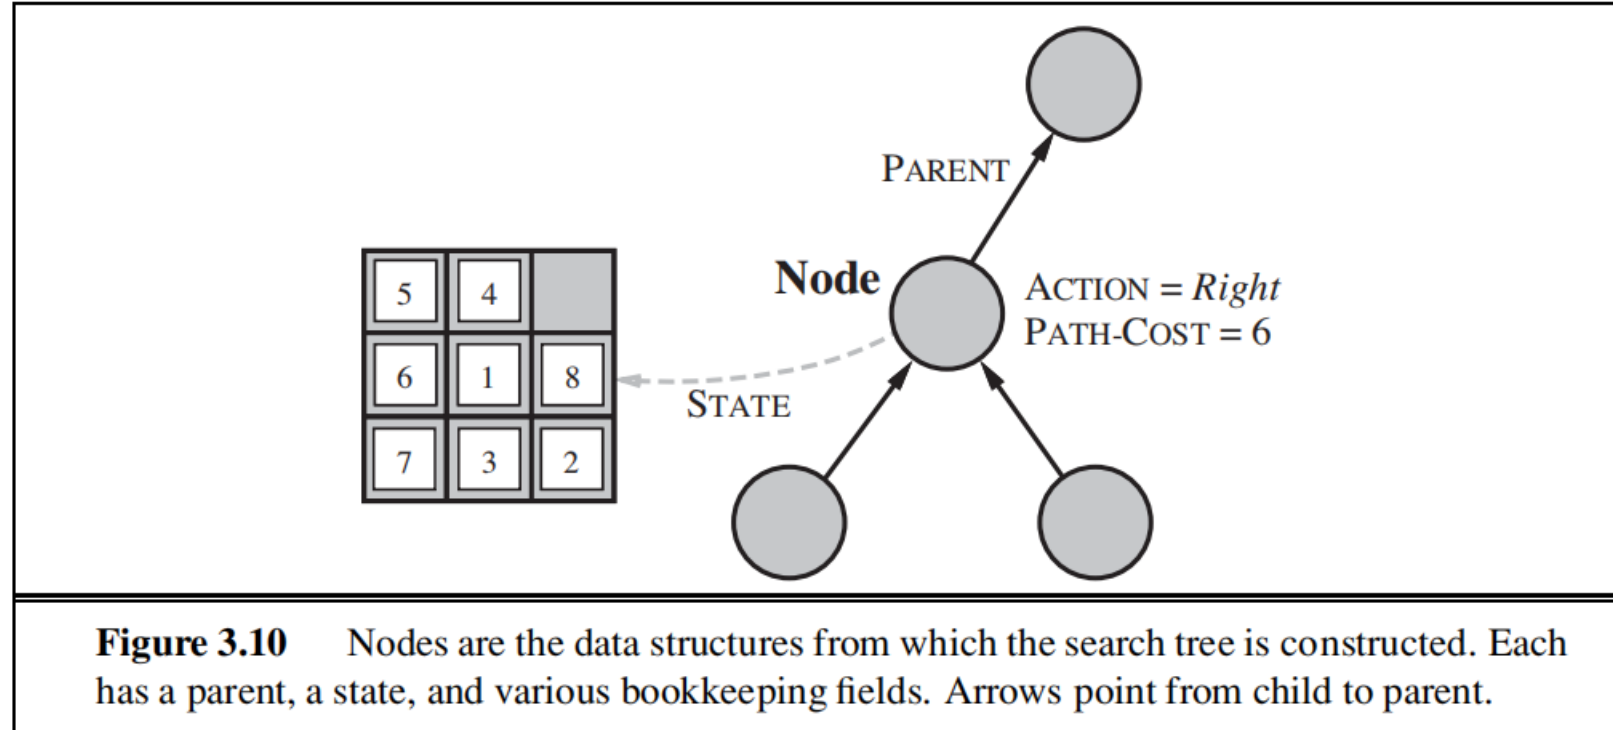 PARENT
Node
ACTION = Right
PATH-COST = 6
5 4
6 1 8
7 3 2
STATE
Figure 3.10 Nodes are the data structures from which the search tree is constructed. Each
has a parent, a state, and various bookkeeping fields. Arrows point from child to parent.